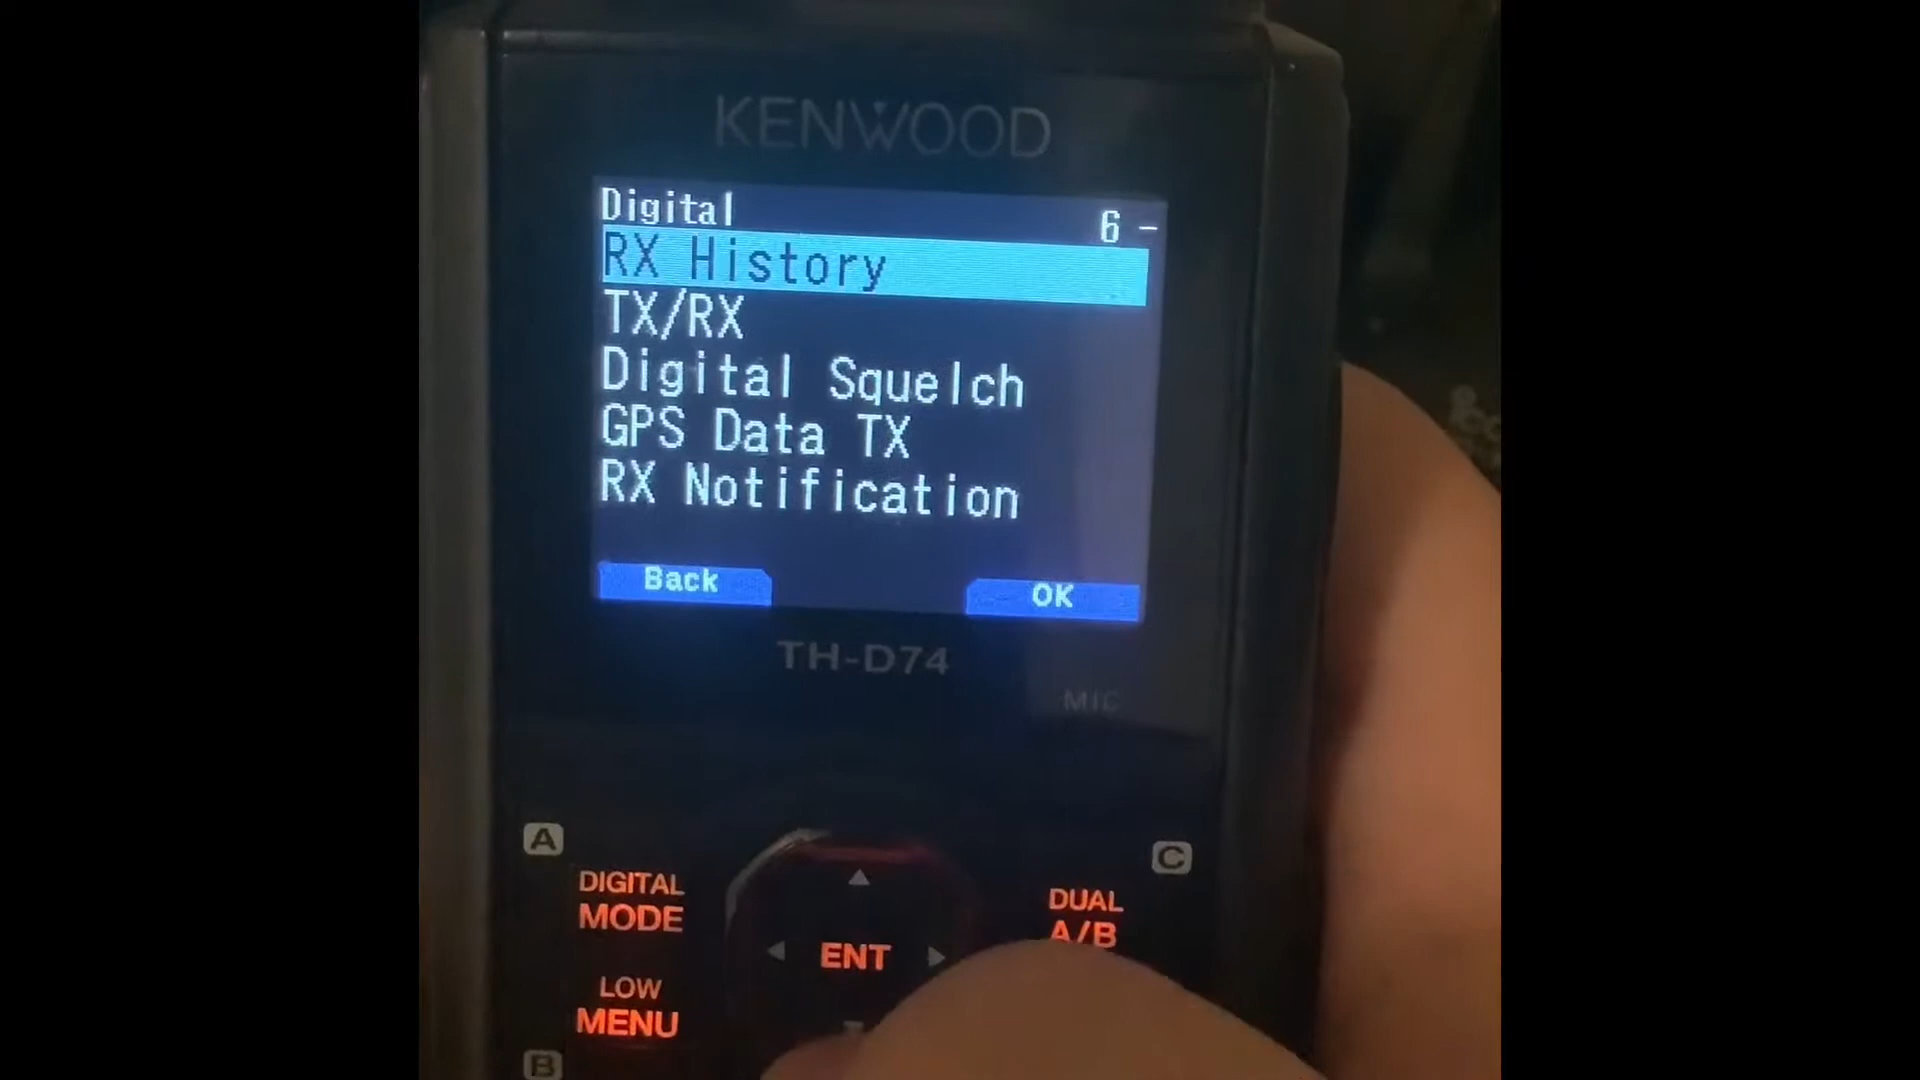 KENWOOD
Digital 6 -
RX History
TX/RX
Digital Squelch
GPS Data TX
RX Notification
Back OK
TH-D74
MIC
A
C
DIGITAL
MODE
DUAL
A/B
ENT
LOW
MENU
B